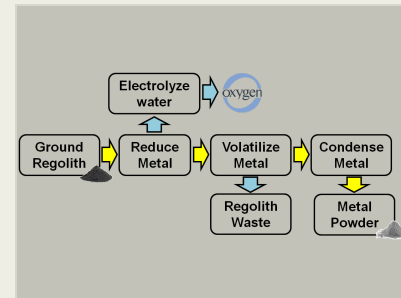 Electrolyze
water
oxygen
Ground
Regolith
Reduce
Metal
Volatilize
Metal
Condense
Metal
Regolith
Waste
Metal
Powder